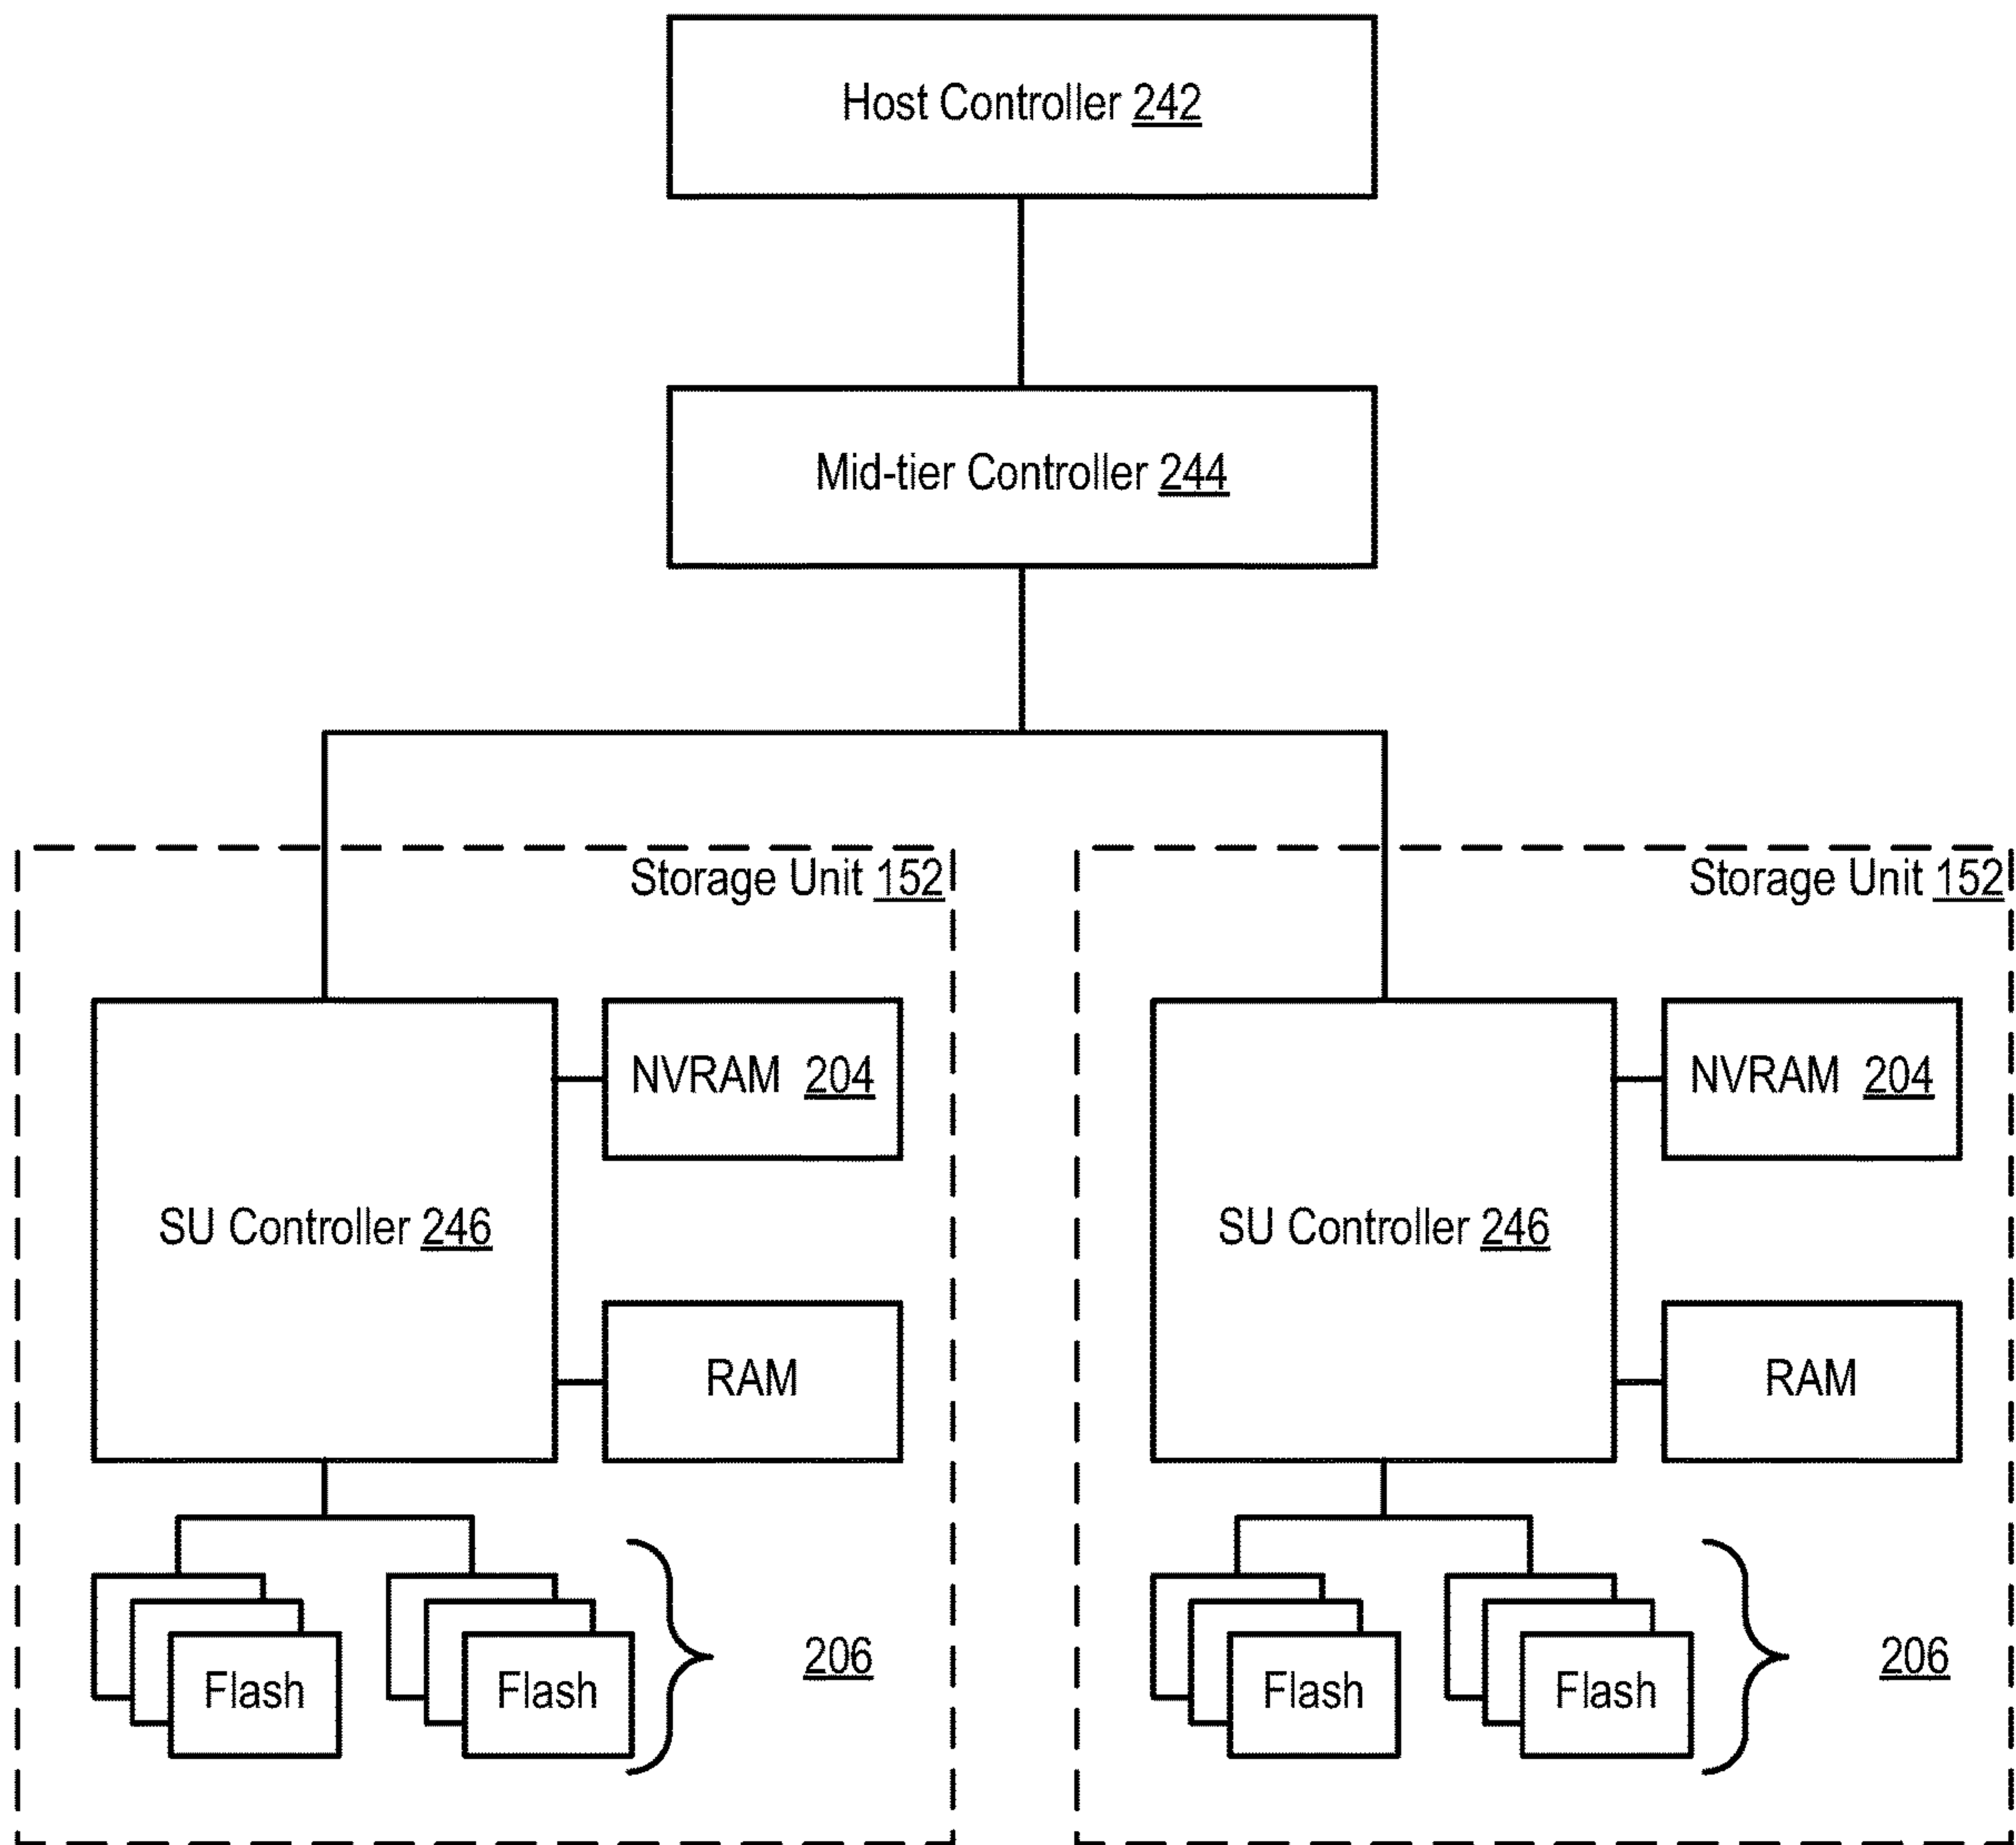 Host Controller 242
Mid-tier Controller 244
Storage Unit 152
Storage Unit 152
NVRAM 204
SU Controller 246
RAM
Flash
Flash
206
NVRAM 204
SU Controller 246
RAM
Flash
Flash
206